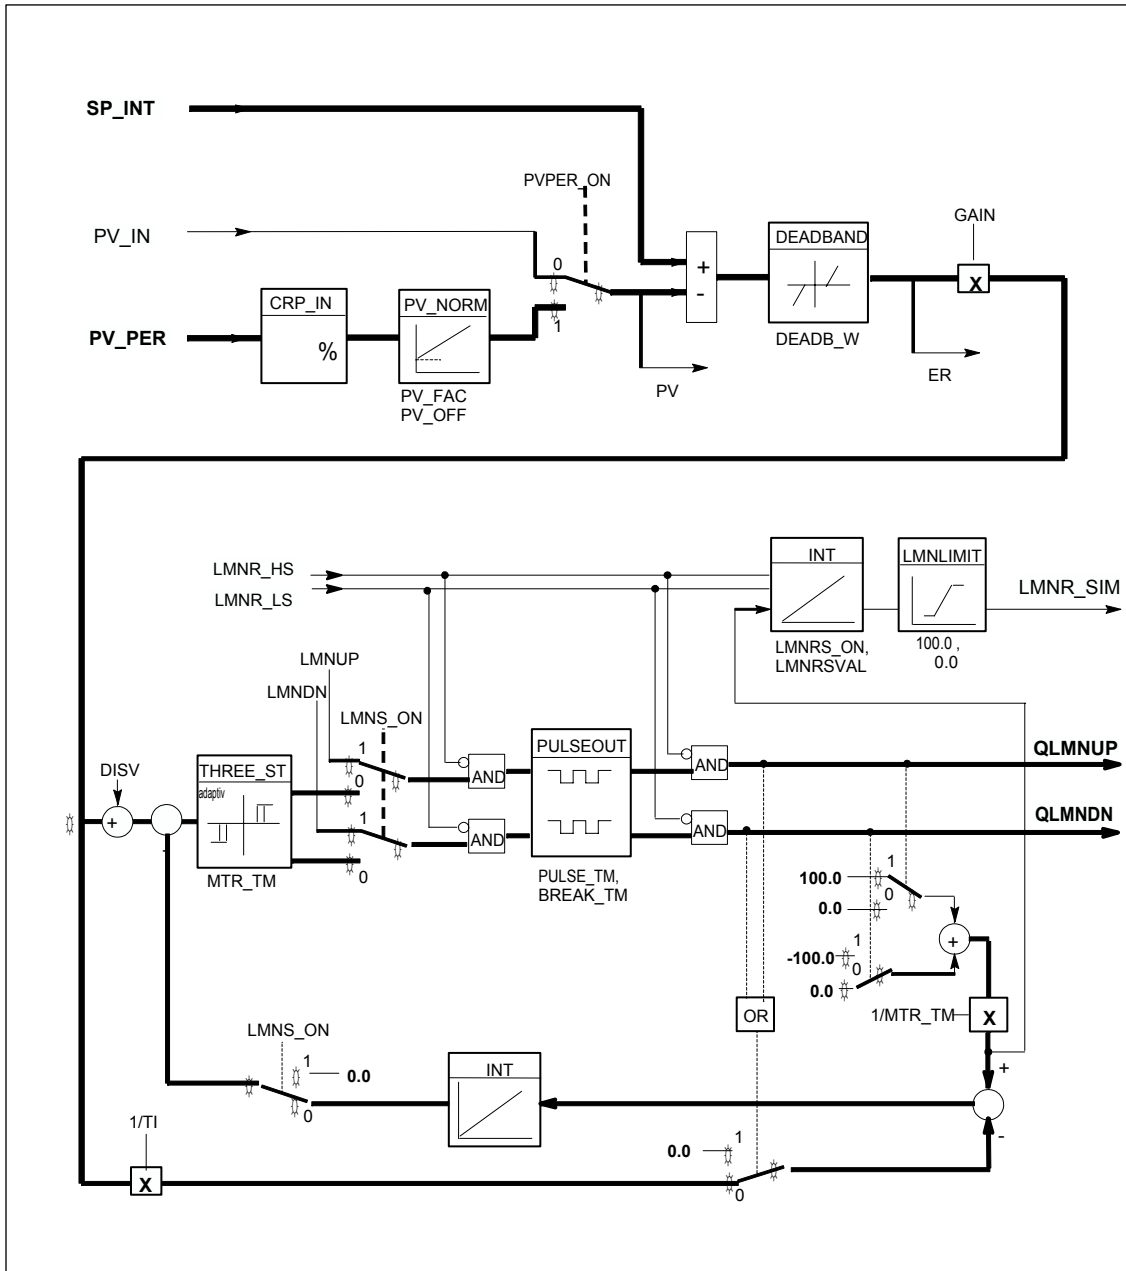 SP_INT
PVPER_ON
GAIN
PV_IN
DEADBAND
0
+
-
X
CRP_IN
PV_NORM
PV_PER
%
1
DEADB_W
PV
ER
PV_FAC
PV_OFF
INT
LMNLIMIT
LMNR_HS
LMNR_LS
LMNR_SIM
LMNRS_ON,
LMNRSVAL
100.0 ,
0.0
LMNUP
LMNDN
LMNS_ON
PULSEOUT
QLMNUP
1
AND
AND
DISV
THREE_ST
adaptiv
0
+
1
AND
AND
QLMNDN
-
0
MTR_TM
PULSE_TM,
BREAK_TM
1
100.0
0
0.0
1
+
-100.0
0
0.0
OR
1/MTR_TM
X
LMNS_ON
1
0.0
INT
+
0
1/TI
-
0.0
1
X
0